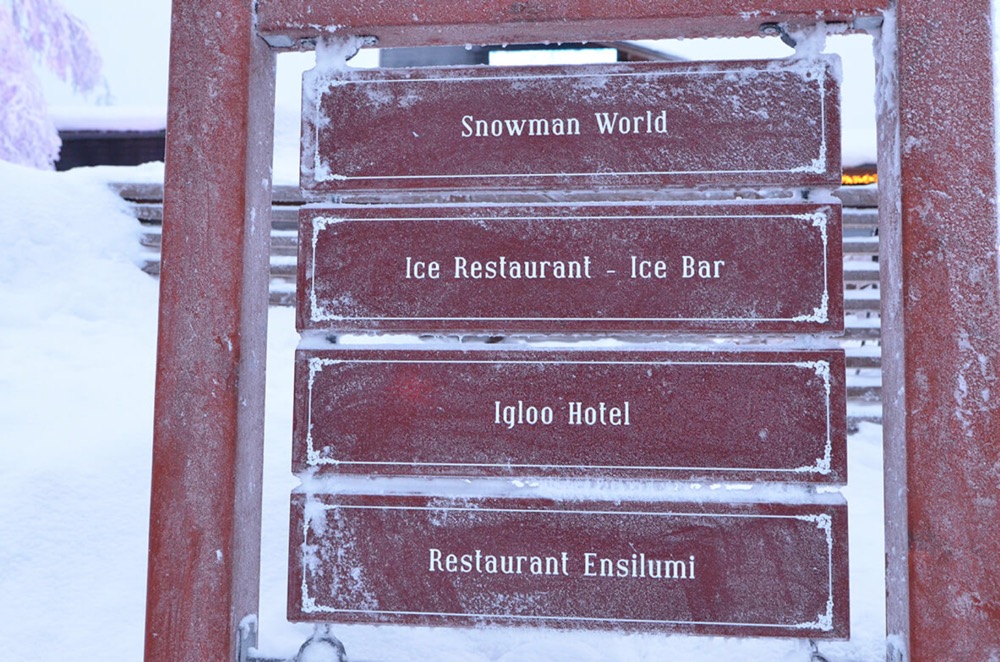 Snowman World
Ice Restaurant - Ice Bar
Igloo Hotel
Restaurant Ensilumi